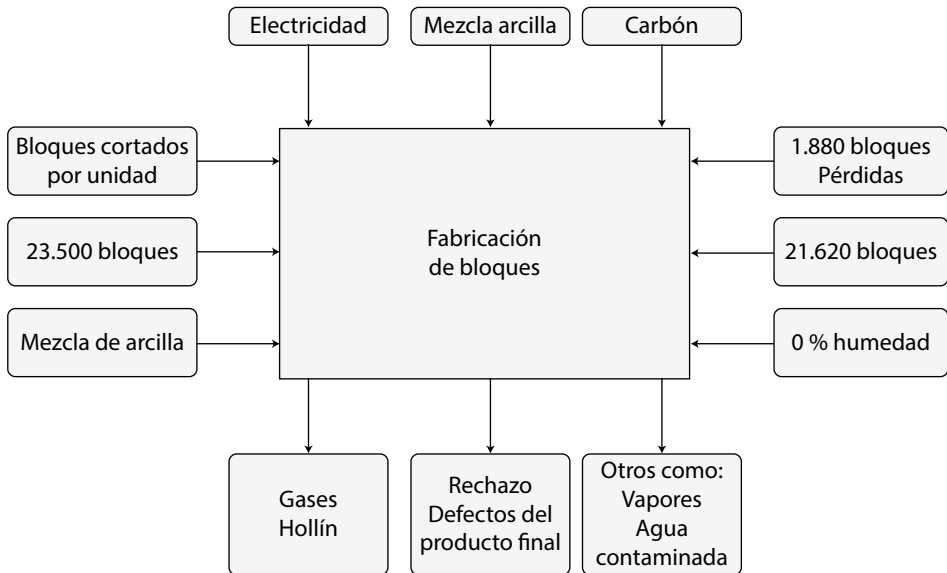 Electricidad
Mezcla arcilla
Carbón
Bloques cortados
por unidad
1.880 bloques
Pérdidas
23.500 bloques
Fabricación
de bloques
21.620 bloques
Mezcla de arcilla
0 % humedad
Gases
Hollín
Rechazo
Defectos del
producto final
Otros como:
Vapores
Agua
contaminada